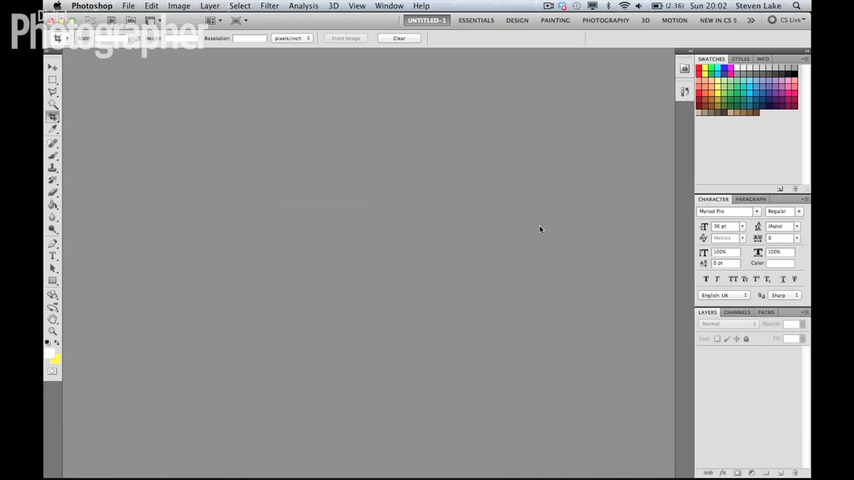 Photoshop File Edit Image Layer Select Filter Analysis 3D View Window Help (2:36) Sun 20:02 Steven Lake
Photographer
UNTITLED-1 ESSENTIALS DESIGN PAINTING PHOTOGRAPHY 3D MOTION NEW IN CS 5 CS Live
Resolution: pixels/inch Front Image Clear
SWATCHES STYLES INFO
CHARACTER PARAGRAPH
Myriad Pro Regular
36 pt (Auto)
Metrics 0
100% 100%
0 pt Color:
English: UK Sharp
LAYERS CHANNELS PATHS
Normal Opacity:
Lock: Fill: